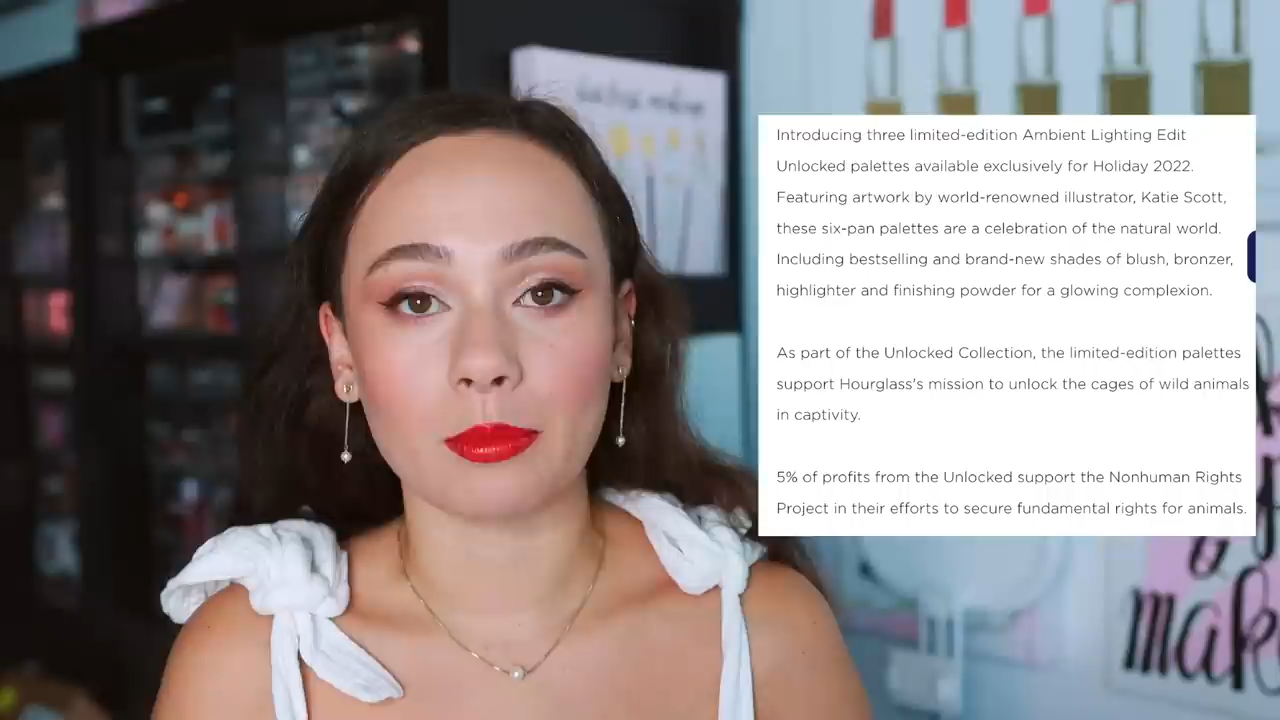 Introducing three limited-edition Ambient Lighting Edit
Unlocked palettes available exclusively for Holiday 2022.
Featuring artwork by world-renowned illustrator, Katie Scott,
these six-pan palettes are a celebration of the natural world.
Including bestselling and brand-new shades of blush, bronzer,
highlighter and finishing powder for a glowing complexion.
As part of the Unlocked Collection, the limited-edition palettes
support Hourglass's mission to unlock the cages of wild animals
in captivity.
5% of profits from the Unlocked support the Nonhuman Rights
Project in their efforts to secure fundamental rights for animals.
&